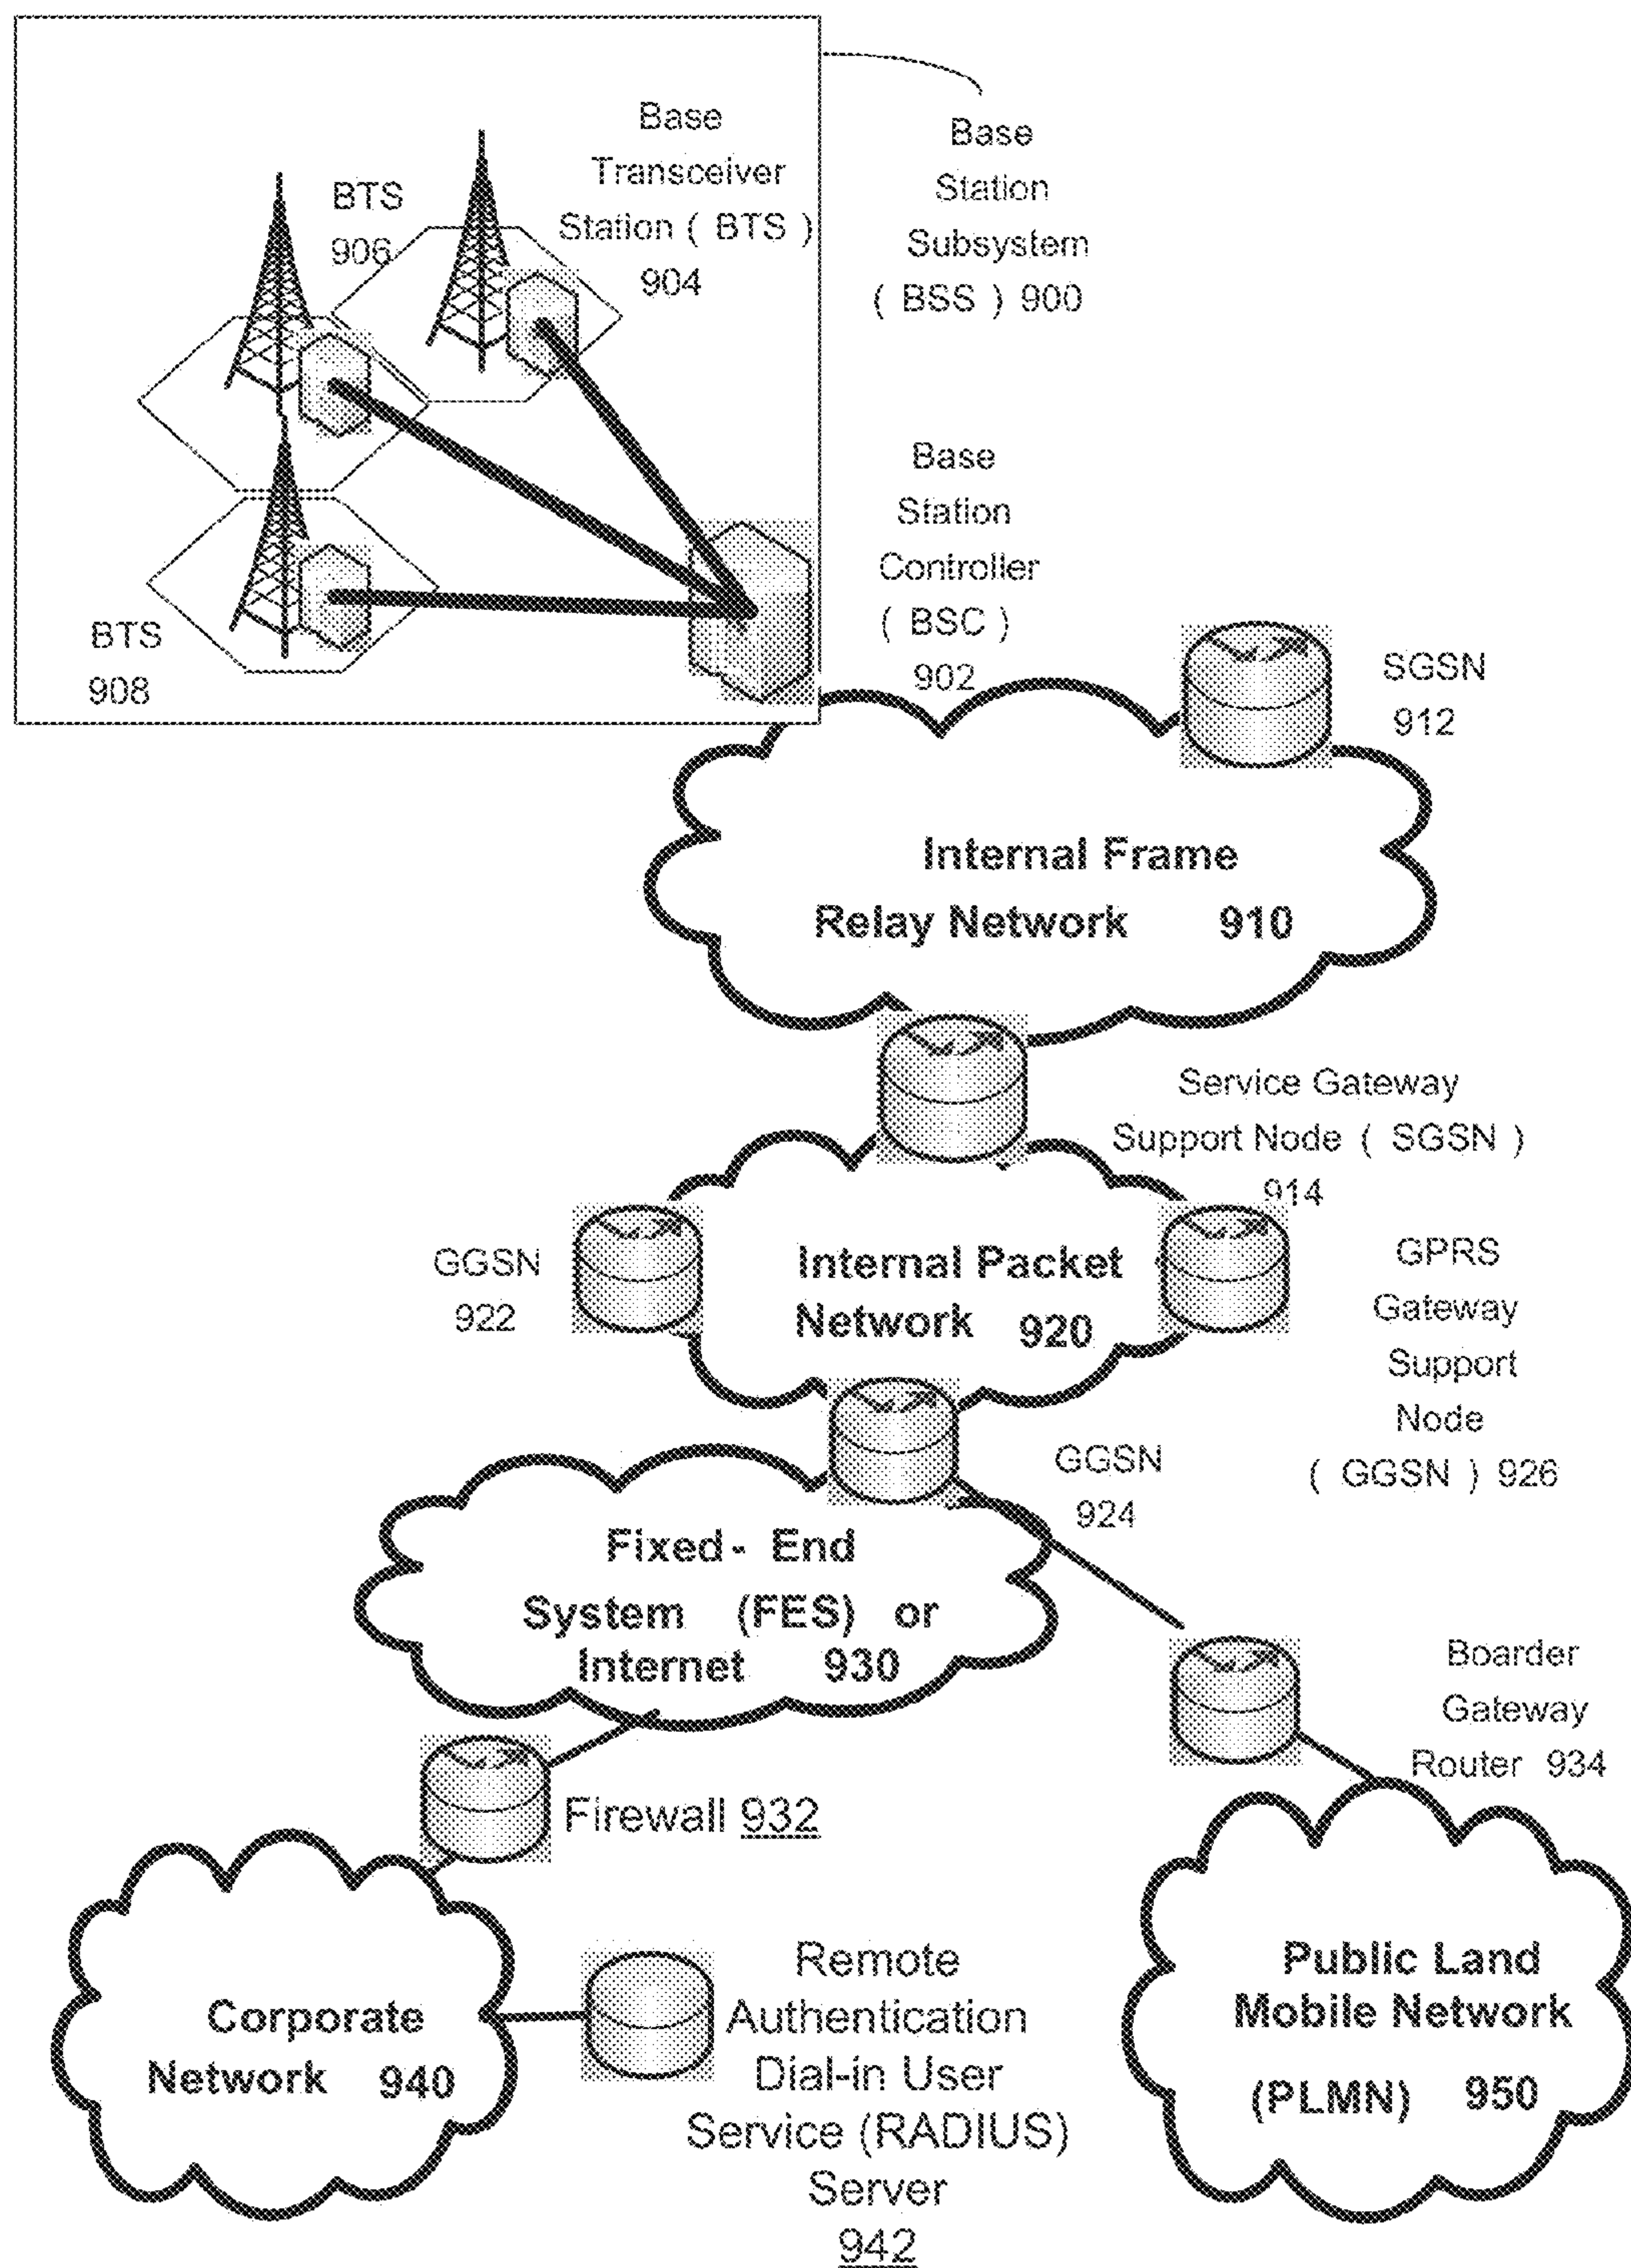 Base
Transceiver
Station ( BTS )
904
BTS
906
BTS
908
Base
Station
Subsystem
( BSS ) 900
Base
Station
Controller
( BSC )
902
SGSN
912
Internal Frame
Relay Network 910
Service Gateway
Support Node ( SGSN )
914
GGSN
922
Internal Packet
Network 920
GPRS
Gateway
Support
Node
( GGSN ) 926
GGSN
924
Fixed- End
System (FES) or
Internet 930
Boarder
Gateway
Router 934
Firewall 932
Corporate
Network 940
Remote
Authentication
Dial-in User
Service (RADIUS)
Server
942
Public Land
Mobile Network
(PLMN) 950